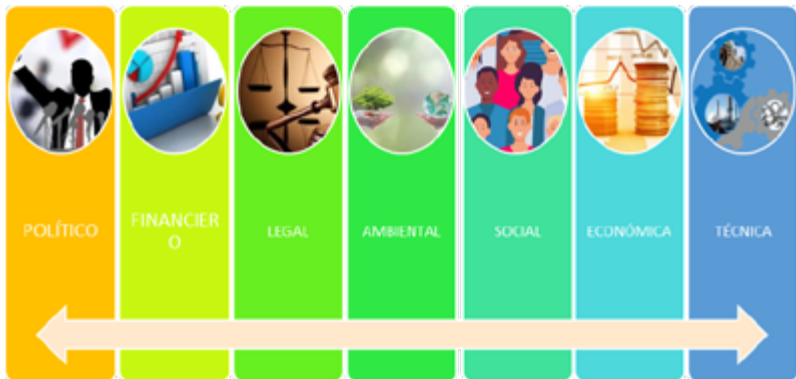 POLÍTICO
FINANCIER
O
LEGAL
AMBIENTAL
SOCIAL
ECONÓMICA
TÉCNICA